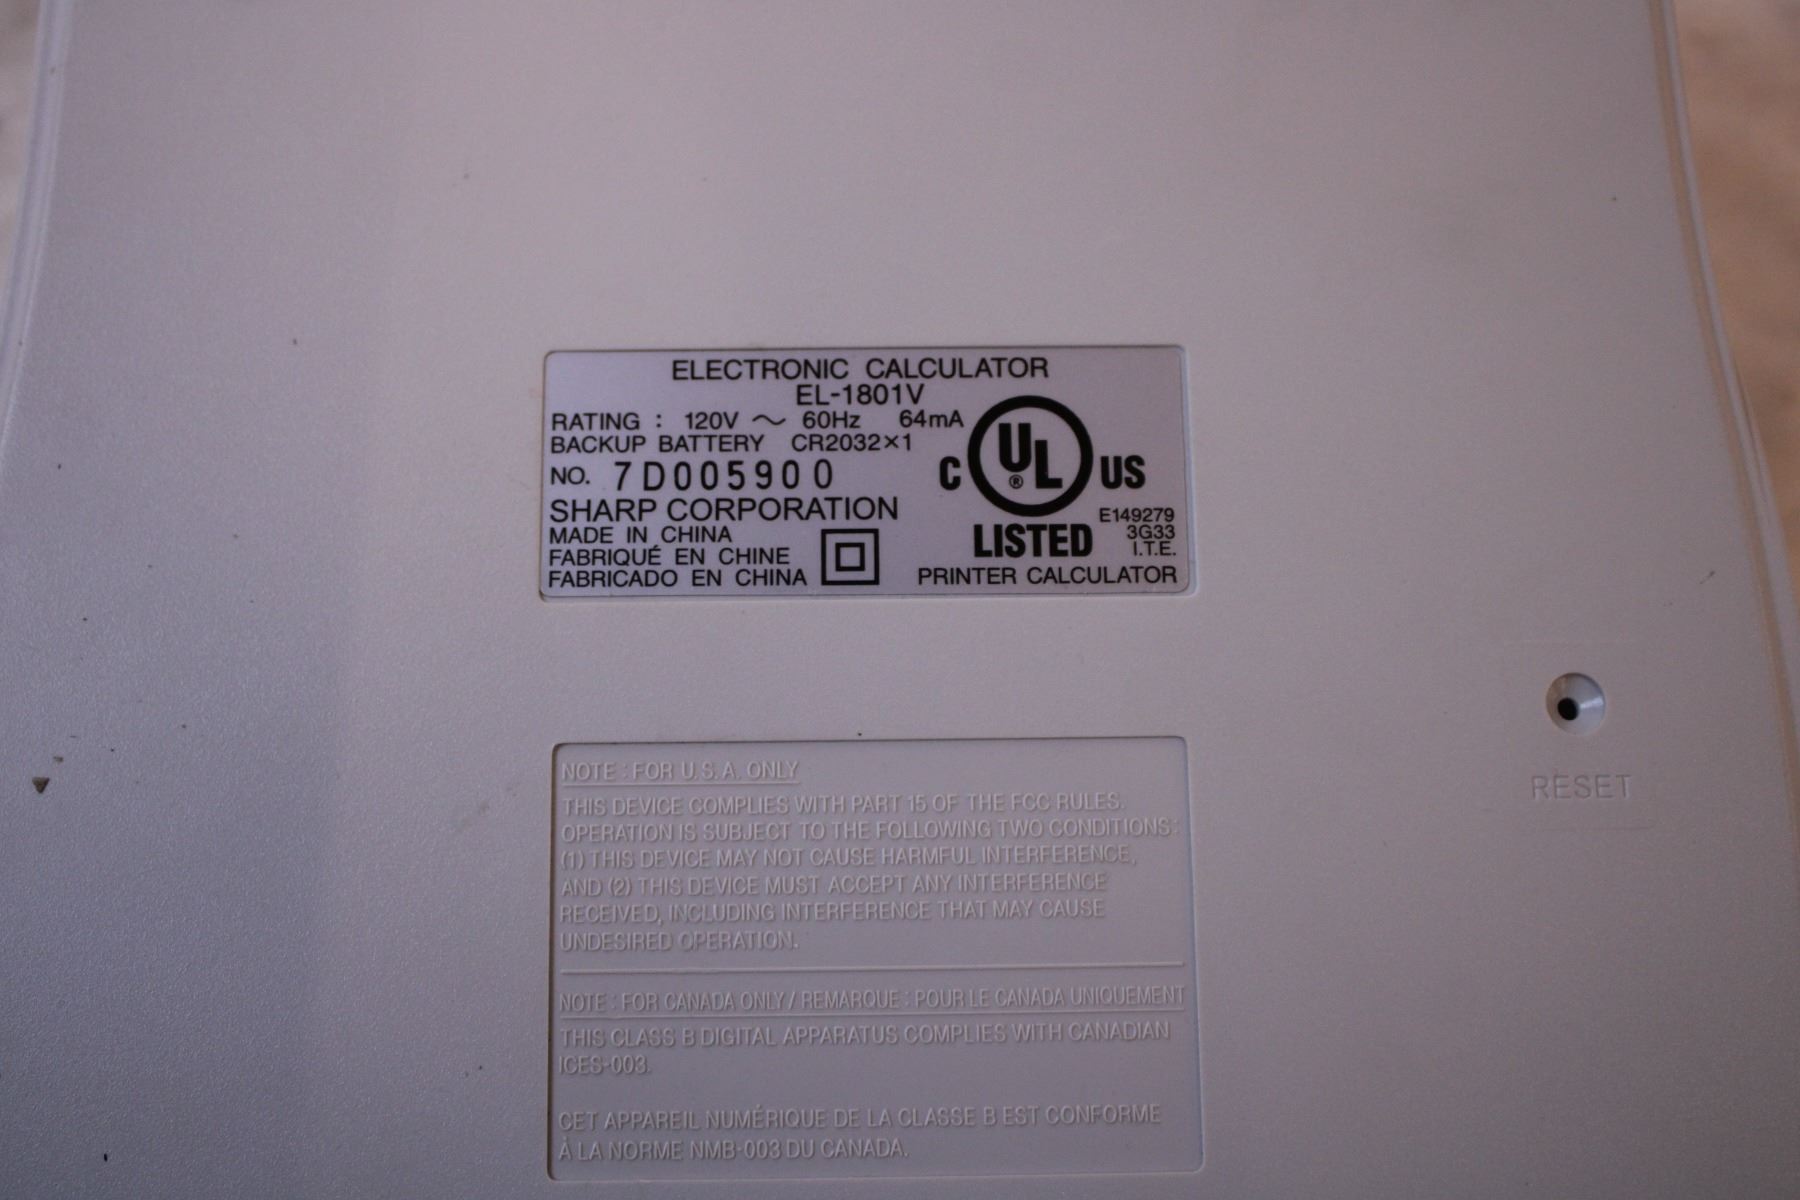 ELECTRONIC CALCULATOR
EL-1801V
RATING : 120V ～ 60Hz 64mA
BACKUP BATTERY CR2032×1
NO. 7D005900
SHARP CORPORATION
MADE IN CHINA
FABRIQUÉ EN CHINE
FABRICADO EN CHINA
C UL® US
LISTED
E149279
3G33
I.T.E.
PRINTER CALCULATOR
RESET
NOTE : FOR U.S.A. ONLY
THIS DEVICE COMPLIES WITH PART 15 OF THE FCC RULES.
OPERATION IS SUBJECT TO THE FOLLOWING TWO CONDITIONS:
(1) THIS DEVICE MAY NOT CAUSE HARMFUL INTERFERENCE,
AND (2) THIS DEVICE MUST ACCEPT ANY INTERFERENCE
RECEIVED, INCLUDING INTERFERENCE THAT MAY CAUSE
UNDESIRED OPERATION.
NOTE : FOR CANADA ONLY / REMARQUE : POUR LE CANADA UNIQUEMENT
THIS CLASS B DIGITAL APPARATUS COMPLIES WITH CANADIAN
ICES-003.
CET APPAREIL NUMÉRIQUE DE LA CLASSE B EST CONFORME
À LA NORME NMB-003 DU CANADA.